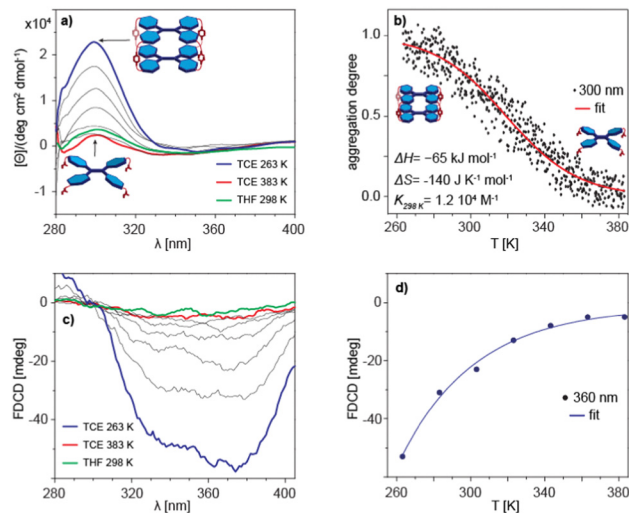 a)
x10⁴
[Θ]/(deg cm² dmol⁻¹)
2
1
0
-1
TCE 263 K
TCE 383 K
THF 298 K
280
320
360
400
λ [nm]
b)
aggregation degree
1.0
0.5
0.0
300 nm
fit
ΔH= −65 kJ mol⁻¹
ΔS= -140 J K⁻¹ mol⁻¹
K₂₉₈ K= 1.2 10⁴ M⁻¹
260
280
300
320
340
360
380
T [K]
c)
FDCD [mdeg]
0
-20
-40
TCE 263 K
TCE 383 K
THF 298 K
280
320
360
400
λ [nm]
d)
FDCD [mdeg]
0
-20
-40
360 nm
fit
260
300
340
380
T [K]